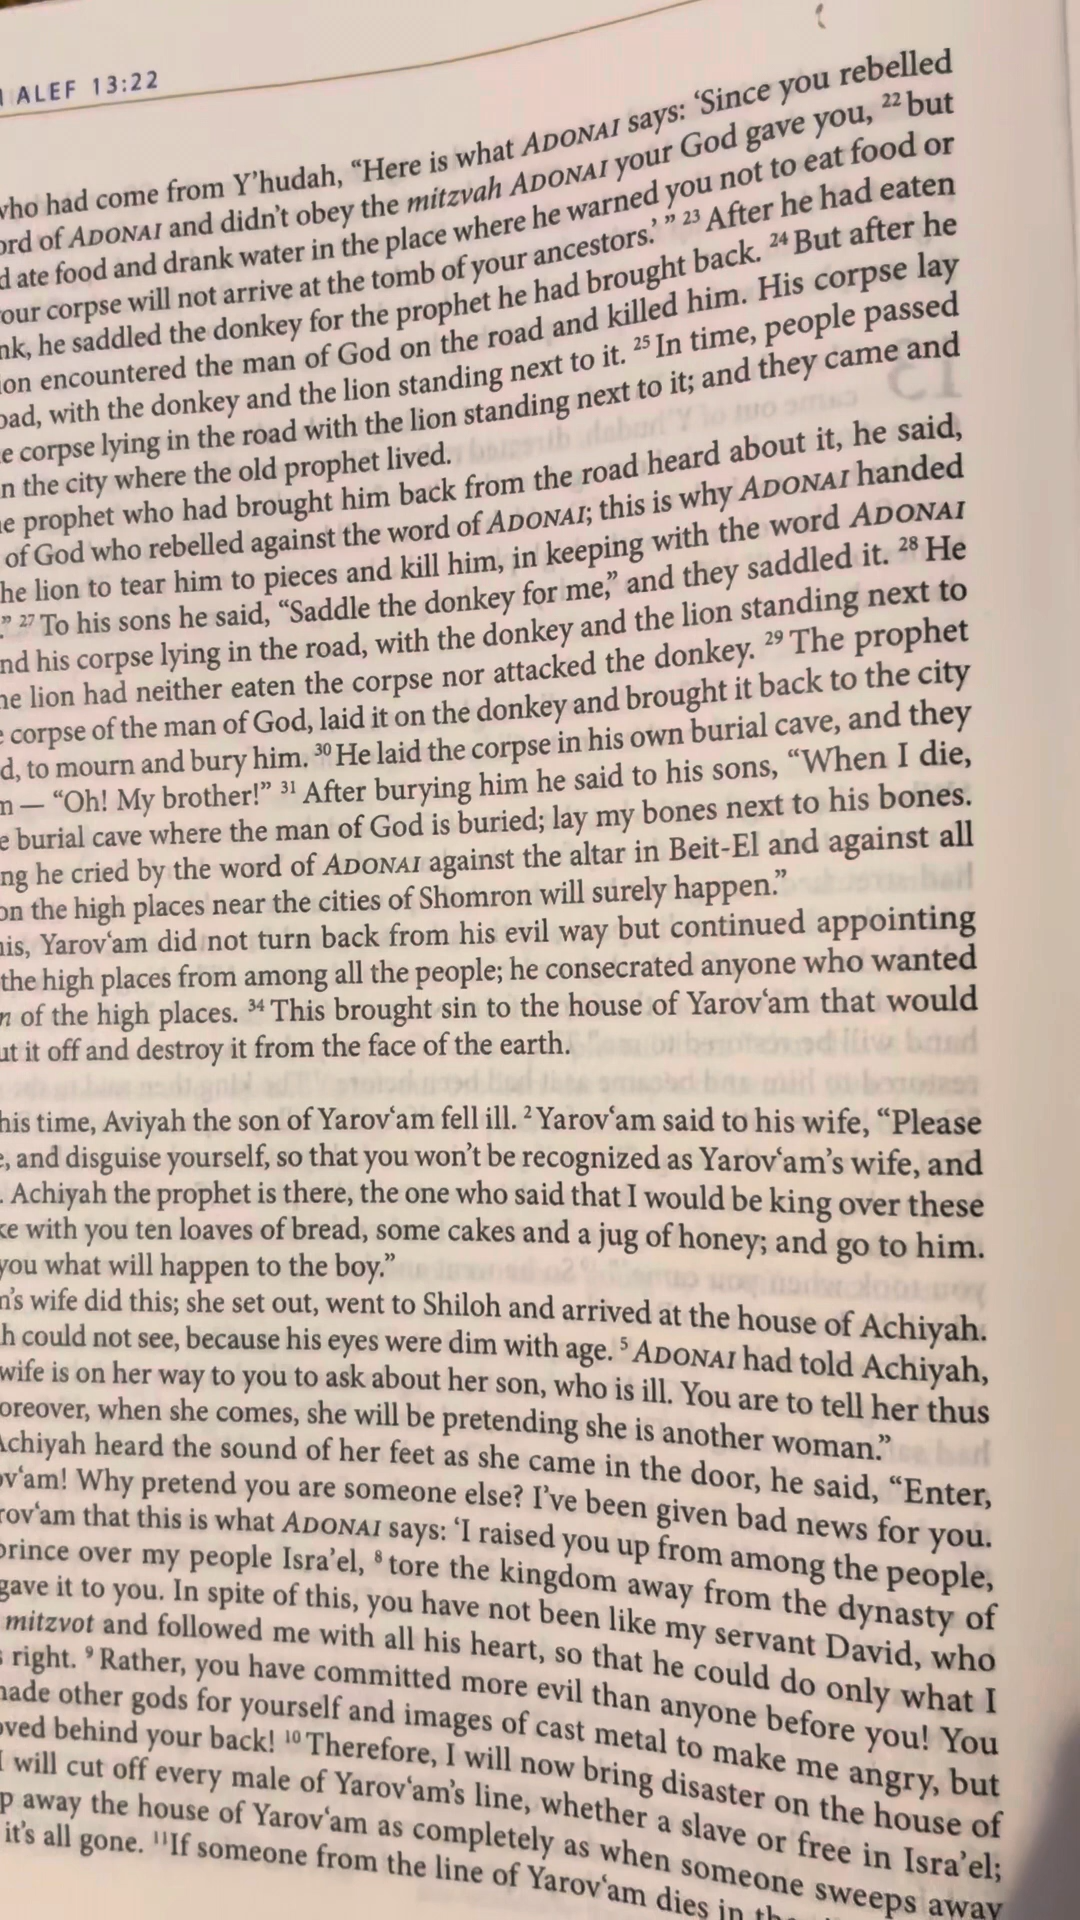 ALEF 13:22
who had come from Y'hudah, “Here is what ADONAI says: ‘Since you rebelled
ord of ADONAI and didn't obey the mitzvah ADONAI your God gave you, 22 but
d ate food and drank water in the place where he warned you not to eat food or
our corpse will not arrive at the tomb of your ancestors.’ ” 23 After he had eaten
nk, he saddled the donkey for the prophet he had brought back. 24 But after he
ion encountered the man of God on the road and killed him. His corpse lay
oad, with the donkey and the lion standing next to it. 25 In time, people passed
e corpse lying in the road with the lion standing next to it; and they came and
n the city where the old prophet lived.
e prophet who had brought him back from the road heard about it, he said,
of God who rebelled against the word of ADONAI; this is why ADONAI handed
he lion to tear him to pieces and kill him, in keeping with the word ADONAI
.” 27 To his sons he said, “Saddle the donkey for me,” and they saddled it. 28 He
nd his corpse lying in the road, with the donkey and the lion standing next to
he lion had neither eaten the corpse nor attacked the donkey. 29 The prophet
e corpse of the man of God, laid it on the donkey and brought it back to the city
d, to mourn and bury him. 30 He laid the corpse in his own burial cave, and they
n — “Oh! My brother!” 31 After burying him he said to his sons, “When I die,
e burial cave where the man of God is buried; lay my bones next to his bones.
ng he cried by the word of ADONAI against the altar in Beit-El and against all
on the high places near the cities of Shomron will surely happen.”
his, Yarov‘am did not turn back from his evil way but continued appointing
the high places from among all the people; he consecrated anyone who wanted
n of the high places. 34 This brought sin to the house of Yarov‘am that would
ut it off and destroy it from the face of the earth.
his time, Aviyah the son of Yarov‘am fell ill. 2 Yarov‘am said to his wife, “Please
e, and disguise yourself, so that you won't be recognized as Yarov‘am's wife, and
. Achiyah the prophet is there, the one who said that I would be king over these
ke with you ten loaves of bread, some cakes and a jug of honey; and go to him.
you what will happen to the boy.”
n's wife did this; she set out, went to Shiloh and arrived at the house of Achiyah.
h could not see, because his eyes were dim with age. 5 ADONAI had told Achiyah,
wife is on her way to you to ask about her son, who is ill. You are to tell her thus
oreover, when she comes, she will be pretending she is another woman.”
Achiyah heard the sound of her feet as she came in the door, he said, “Enter,
ov‘am! Why pretend you are someone else? I've been given bad news for you.
rov‘am that this is what ADONAI says: ‘I raised you up from among the people,
prince over my people Isra'el, 8 tore the kingdom away from the dynasty of
gave it to you. In spite of this, you have not been like my servant David, who
mitzvot and followed me with all his heart, so that he could do only what I
s right. 9 Rather, you have committed more evil than anyone before you! You
made other gods for yourself and images of cast metal to make me angry, but
oved behind your back! 10 Therefore, I will now bring disaster on the house of
I will cut off every male of Yarov‘am's line, whether a slave or free in Isra'el;
p away the house of Yarov‘am as completely as when someone sweeps away
it's all gone. 11 If someone from the line of Yarov‘am dies in